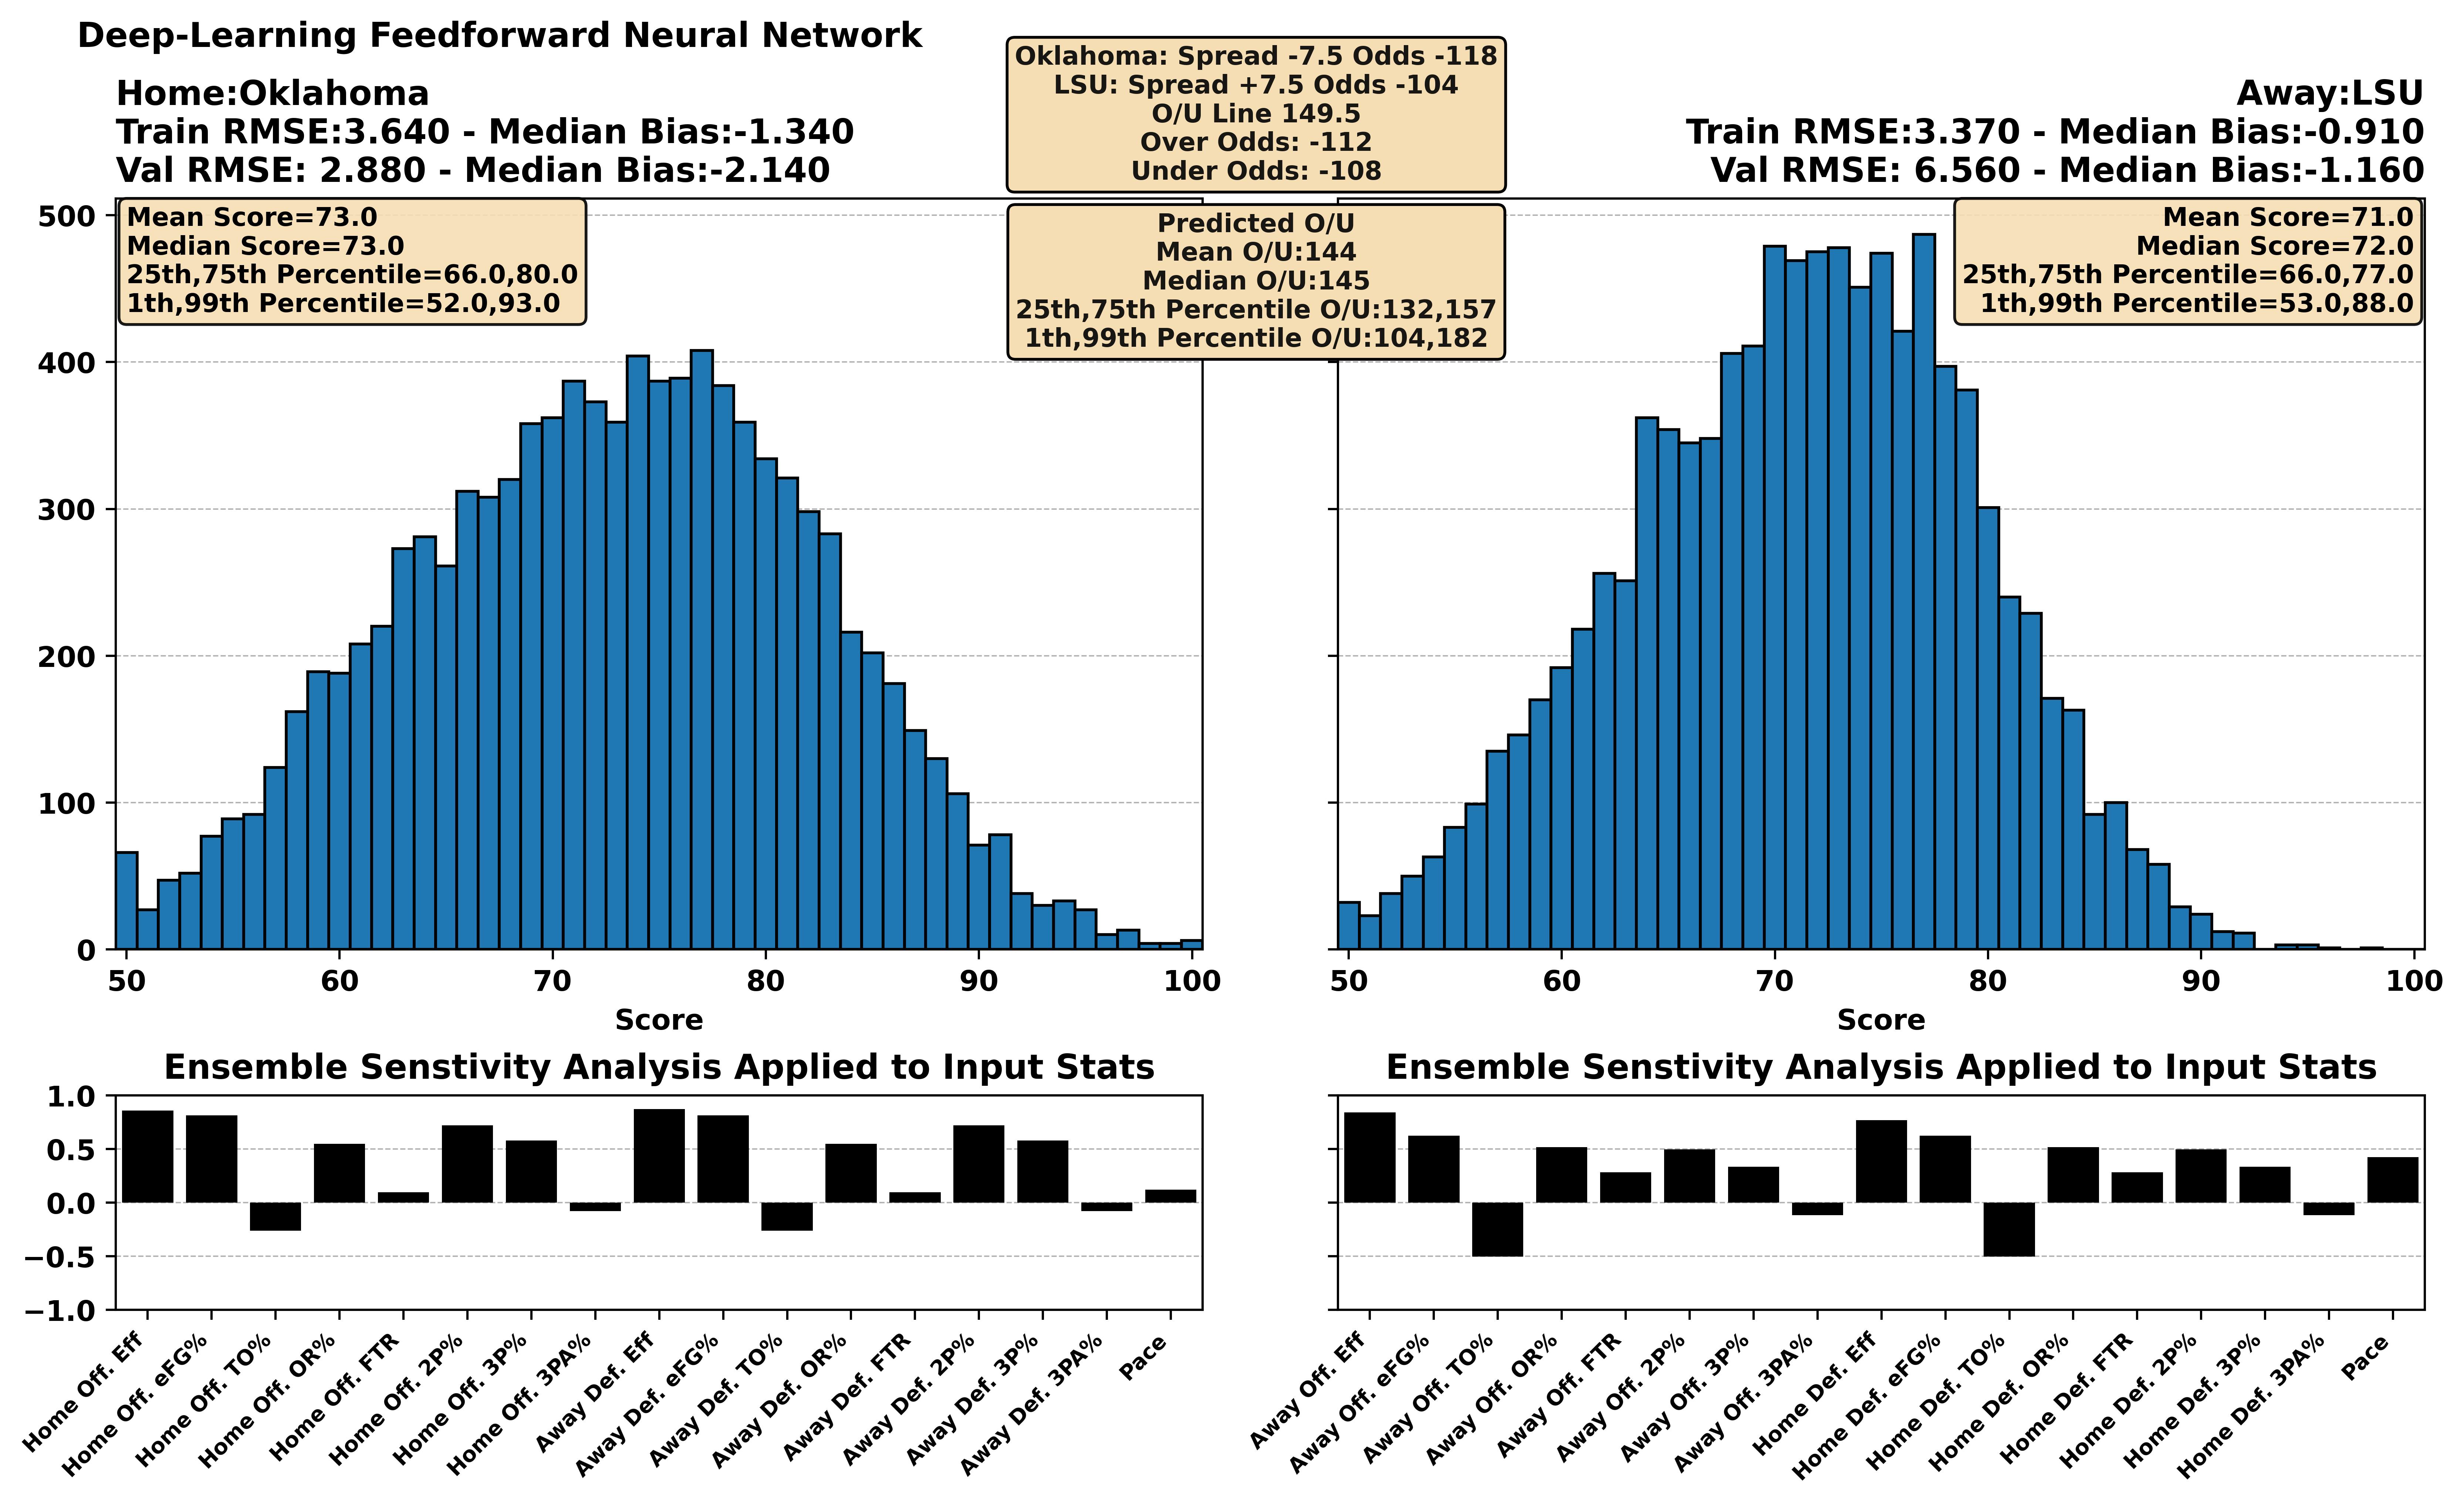 Deep-Learning Feedforward Neural Network
Home:Oklahoma
Train RMSE:3.640 - Median Bias:-1.340
Val RMSE: 2.880 - Median Bias:-2.140
Oklahoma: Spread -7.5 Odds -118
LSU: Spread +7.5 Odds -104
O/U Line 149.5
Over Odds: -112
Under Odds: -108
Away:LSU
Train RMSE:3.370 - Median Bias:-0.910
Val RMSE: 6.560 - Median Bias:-1.160
Mean Score=73.0
Median Score=73.0
25th,75th Percentile=66.0,80.0
1th,99th Percentile=52.0,93.0
Predicted O/U
Mean O/U:144
Median O/U:145
25th,75th Percentile O/U:132,157
1th,99th Percentile O/U:104,182
Mean Score=71.0
Median Score=72.0
25th,75th Percentile=66.0,77.0
1th,99th Percentile=53.0,88.0
500
400
300
200
100
0
50 60 70 80 90 100
Score
50 60 70 80 90 100
Score
Ensemble Senstivity Analysis Applied to Input Stats
1.0
0.5
0.0
−0.5
−1.0
Home Off. Eff
Home Off. eFG%
Home Off. TO%
Home Off. OR%
Home Off. FTR
Home Off. 2P%
Home Off. 3P%
Home Off. 3PA%
Away Def. Eff
Away Def. eFG%
Away Def. TO%
Away Def. OR%
Away Def. FTR
Away Def. 2P%
Away Def. 3P%
Away Def. 3PA%
Pace
Ensemble Senstivity Analysis Applied to Input Stats
Away Off. Eff
Away Off. eFG%
Away Off. TO%
Away Off. OR%
Away Off. FTR
Away Off. 2P%
Away Off. 3P%
Away Off. 3PA%
Home Def. Eff
Home Def. eFG%
Home Def. TO%
Home Def. OR%
Home Def. FTR
Home Def. 2P%
Home Def. 3P%
Home Def. 3PA%
Pace